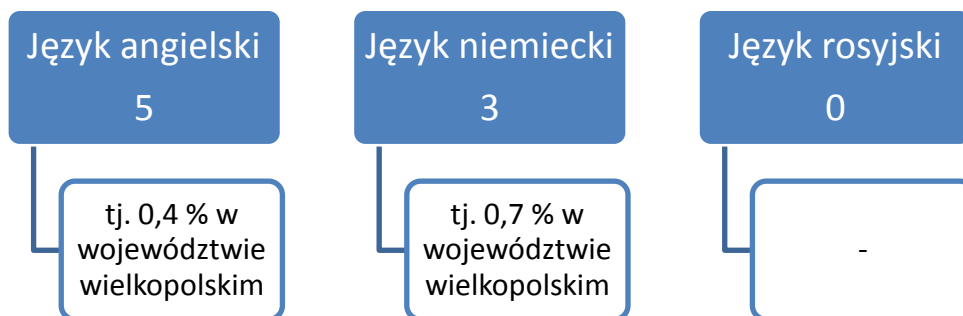 Język angielski
5
tj. 0,4 % w
województwie
wielkopolskim
Język niemiecki
3
tj. 0,7 % w
województwie
wielkopolskim
Język rosyjski
0
-